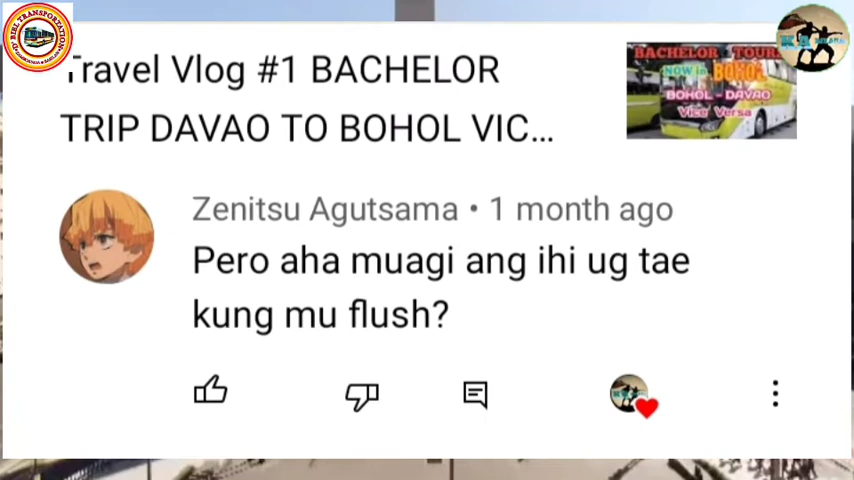 Travel Vlog #1 BACHELOR
TRIP DAVAO TO BOHOL VIC...
BACHELOR TOURS
NOW in BOHOL
BOHOL - DAVAO
Vice Versa
Zenitsu Agutsama • 1 month ago
Pero aha muagi ang ihi ug tae
kung mu flush?